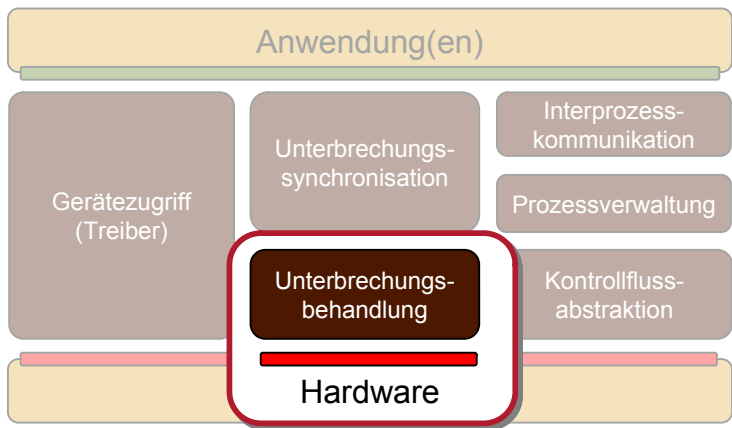 Anwendung(en)
Gerätezugriff
(Treiber)
Unterbrechungs-
synchronisation
Unterbrechungs-
behandlung
Interprozess-
kommunikation
Prozessverwaltung
Kontrollfluss-
abstraktion
Hardware